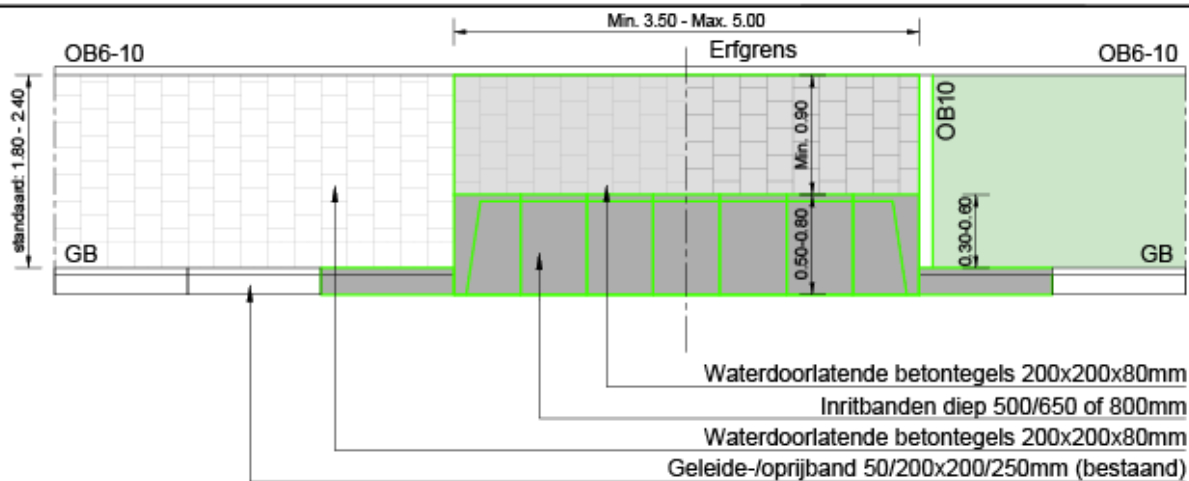 Min. 3.50 - Max. 5.00
OB6-10
Erfgrens
OB6-10
standaard: 1.80 - 2.40
Min. 0.90
OB10
0.50-0.80
0.30-0.60
GB
GB
Waterdoorlatende betontegels 200x200x80mm
Inritbanden diep 500/650 of 800mm
Waterdoorlatende betontegels 200x200x80mm
Geleide-/oprijband 50/200x200/250mm (bestaand)